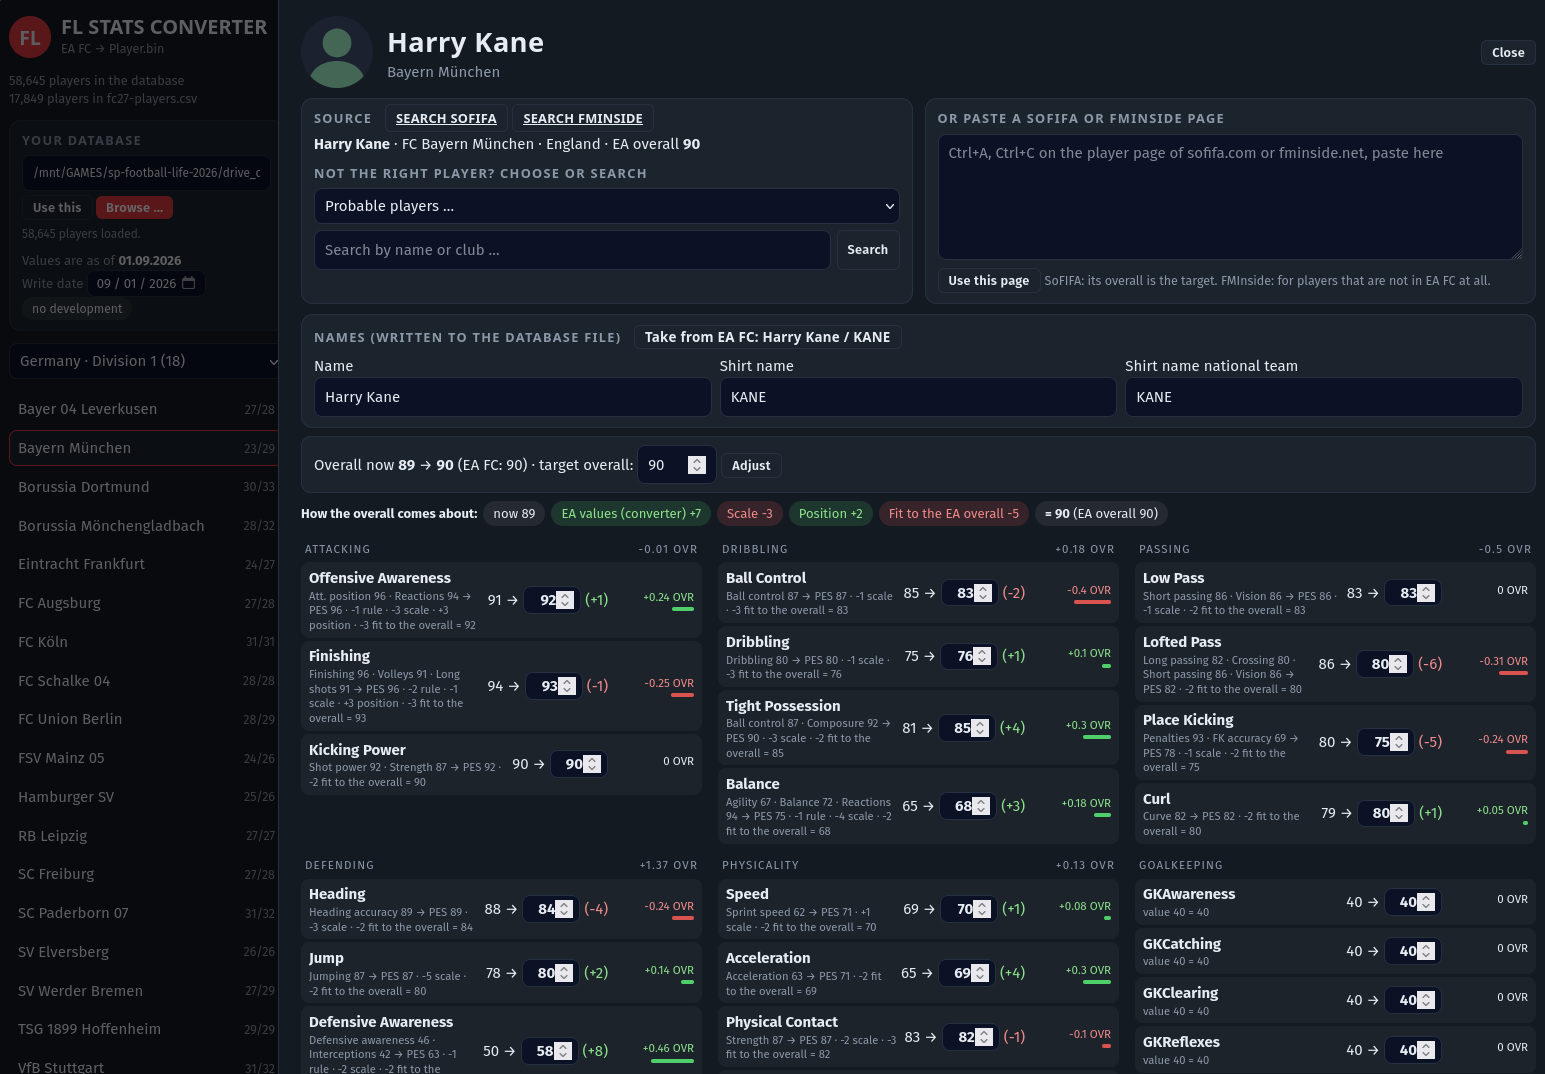 FL
FL STATS CONVERTER
EA FC → Player.bin
58,645 players in the database
17,849 players in fc27-players.csv
YOUR DATABASE
/mnt/GAMES/sp-football-life-2026/drive_c
Use this
Browse ...
58,645 players loaded.
Values are as of 01.09.2026
Write date 09 / 01 / 2026
no development
Germany · Division 1 (18)
Bayer 04 Leverkusen 27/28
Bayern München 23/29
Borussia Dortmund 30/33
Borussia Mönchengladbach 28/32
Eintracht Frankfurt 24/27
FC Augsburg 27/28
FC Köln 31/31
FC Schalke 04 28/28
FC Union Berlin 28/29
FSV Mainz 05 24/26
Hamburger SV 25/26
RB Leipzig 27/27
SC Freiburg 27/28
SC Paderborn 07 31/32
SV Elversberg 26/26
SV Werder Bremen 27/29
TSG 1899 Hoffenheim 29/29
VfB Stuttgart 31/32
Harry Kane
Bayern München
Close
SOURCE SEARCH SOFIFA SEARCH FMINSIDE
Harry Kane · FC Bayern München · England · EA overall 90
NOT THE RIGHT PLAYER? CHOOSE OR SEARCH
Probable players ...
Search by name or club ... Search
OR PASTE A SOFIFA OR FMINSIDE PAGE
Ctrl+A, Ctrl+C on the player page of sofifa.com or fminside.net, paste here
Use this page SoFIFA: its overall is the target. FMInside: for players that are not in EA FC at all.
NAMES (WRITTEN TO THE DATABASE FILE) Take from EA FC: Harry Kane / KANE
Name
Harry Kane
Shirt name
KANE
Shirt name national team
KANE
Overall now 89 → 90 (EA FC: 90) · target overall: 90 Adjust
How the overall comes about: now 89 EA values (converter) +7 Scale -3 Position +2 Fit to the EA overall -5 = 90 (EA overall 90)
ATTACKING -0.01 OVR
Offensive Awareness
Att. position 96 · Reactions 94 →
PES 96 · -1 rule · -3 scale · +3
position · -3 fit to the overall = 92
91 → 92 (+1) +0.24 OVR
Finishing
Finishing 96 · Volleys 91 · Long
shots 91 → PES 96 · -2 rule · -1
scale · +3 position · -3 fit to the
overall = 93
94 → 93 (-1) -0.25 OVR
Kicking Power
Shot power 92 · Strength 87 → PES 92 ·
-2 fit to the overall = 90
90 → 90 0 OVR
DRIBBLING +0.18 OVR
Ball Control
Ball control 87 → PES 87 · -1 scale
· -3 fit to the overall = 83
85 → 83 (-2) -0.4 OVR
Dribbling
Dribbling 80 → PES 80 · -1 scale ·
-3 fit to the overall = 76
75 → 76 (+1) +0.1 OVR
Tight Possession
Ball control 87 · Composure 92 →
PES 90 · -3 scale · -2 fit to the
overall = 85
81 → 85 (+4) +0.3 OVR
Balance
Agility 67 · Balance 72 · Reactions
94 → PES 75 · -1 rule · -4 scale · -2
fit to the overall = 68
65 → 68 (+3) +0.18 OVR
PASSING -0.5 OVR
Low Pass
Short passing 86 · Vision 86 → PES 86 ·
-1 scale · -2 fit to the overall = 83
83 → 83 0 OVR
Lofted Pass
Long passing 82 · Crossing 80 ·
Short passing 86 · Vision 86 →
PES 82 · -2 fit to the overall = 80
86 → 80 (-6) -0.31 OVR
Place Kicking
Penalties 93 · FK accuracy 69 →
PES 78 · -1 scale · -2 fit to the
overall = 75
80 → 75 (-5) -0.24 OVR
Curl
Curve 82 → PES 82 · -2 fit to the
overall = 80
79 → 80 (+1) +0.05 OVR
DEFENDING +1.37 OVR
Heading
Heading accuracy 89 → PES 89 ·
-3 scale · -2 fit to the overall = 84
88 → 84 (-4) -0.24 OVR
Jump
Jumping 87 → PES 87 · -5 scale ·
-2 fit to the overall = 80
78 → 80 (+2) +0.14 OVR
Defensive Awareness
Defensive awareness 46 ·
Interceptions 42 → PES 63 · -1
rule · -2 scale · -2 fit to the
50 → 58 (+8) +0.46 OVR
PHYSICALITY +0.13 OVR
Speed
Sprint speed 62 → PES 71 · +1
scale · -2 fit to the overall = 70
69 → 70 (+1) +0.08 OVR
Acceleration
Acceleration 63 → PES 71 · -2 fit
to the overall = 69
65 → 69 (+4) +0.3 OVR
Physical Contact
Strength 87 → PES 87 · -2 scale · -3
fit to the overall = 82
83 → 82 (-1) -0.1 OVR
GOALKEEPING
GKAwareness
value 40 = 40
40 → 40 0 OVR
GKCatching
value 40 = 40
40 → 40 0 OVR
GKClearing
value 40 = 40
40 → 40 0 OVR
GKReflexes
value 40 = 40
40 → 40 0 OVR